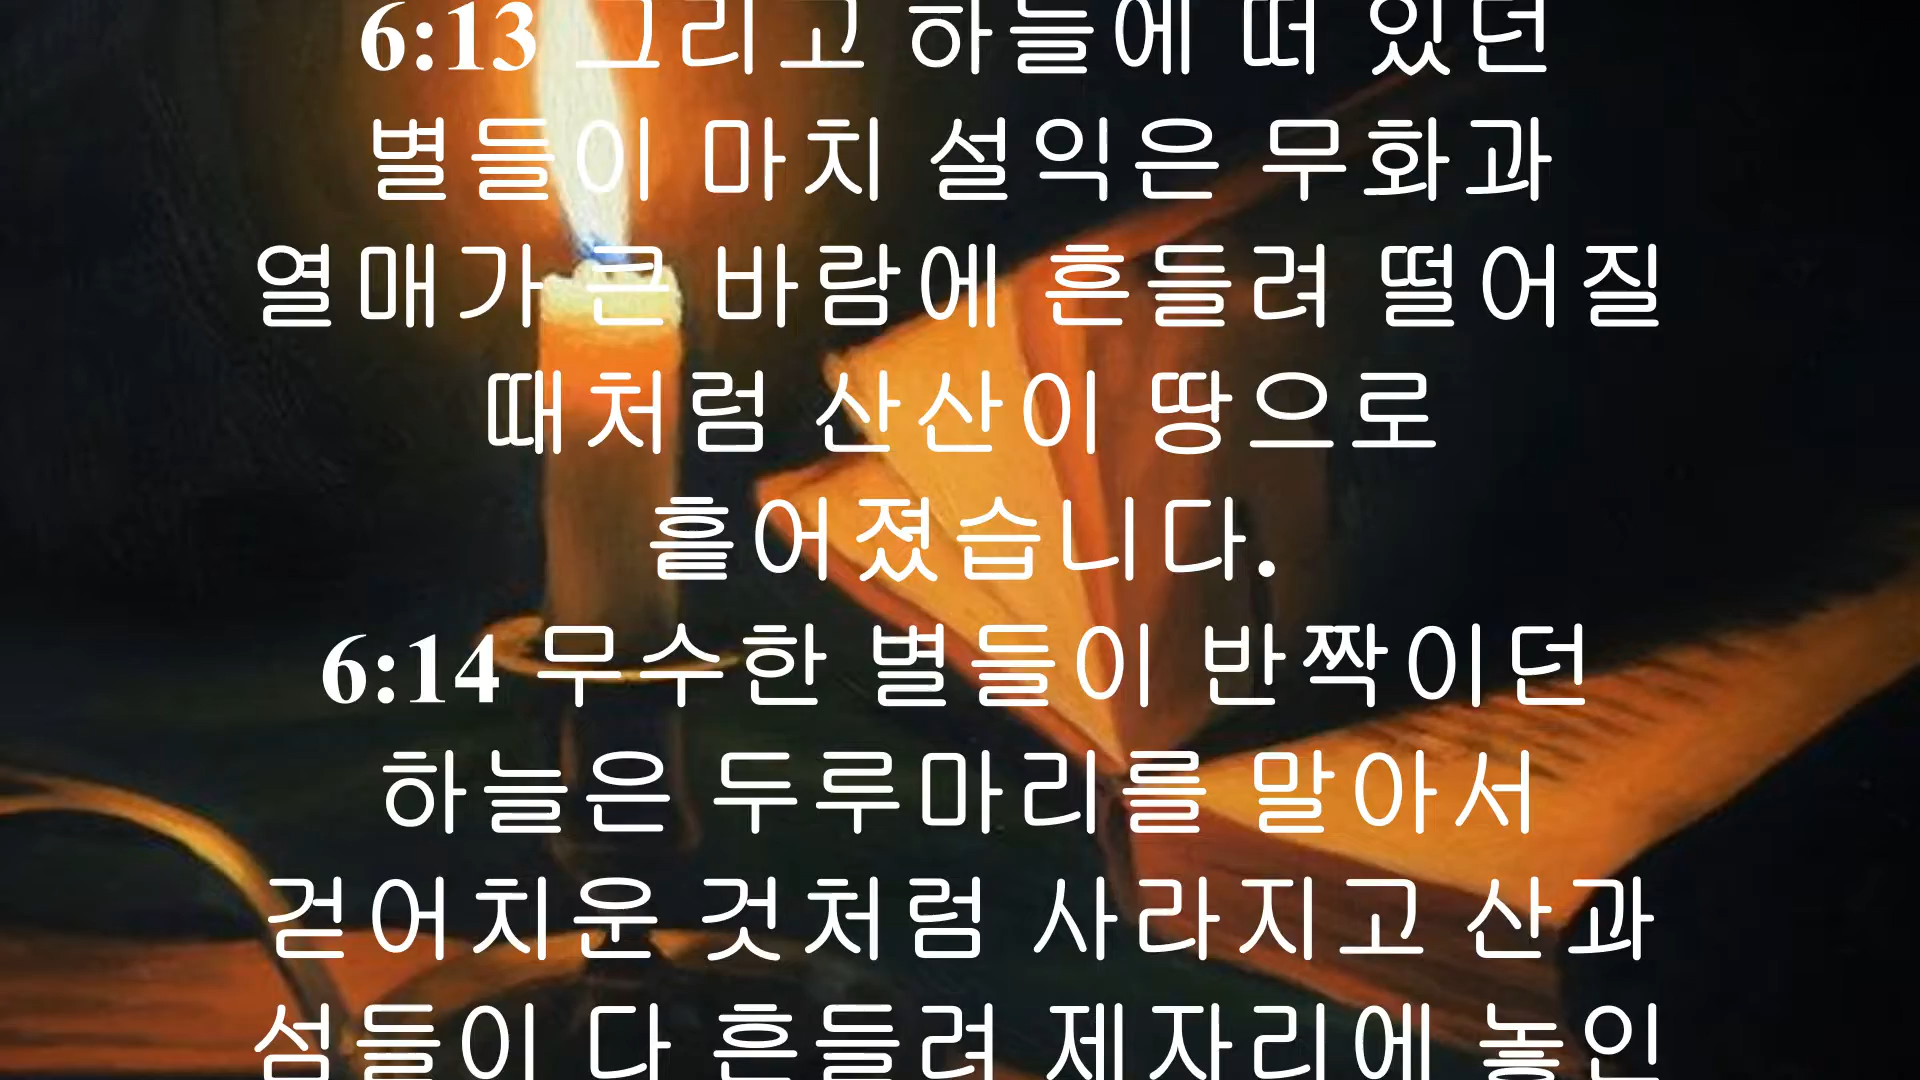 6:13 그리고 하늘에 떠 있던
별들이 마치 설익은 무화과
열매가 큰 바람에 흔들려 떨어질
때처럼 산산이 땅으로
흩어졌습니다.
6:14 무수한 별들이 반짝이던
하늘은 두루마리를 말아서
걷어치운 것처럼 사라지고 산과
섬들이 다 흔들려 제자리에 놓인